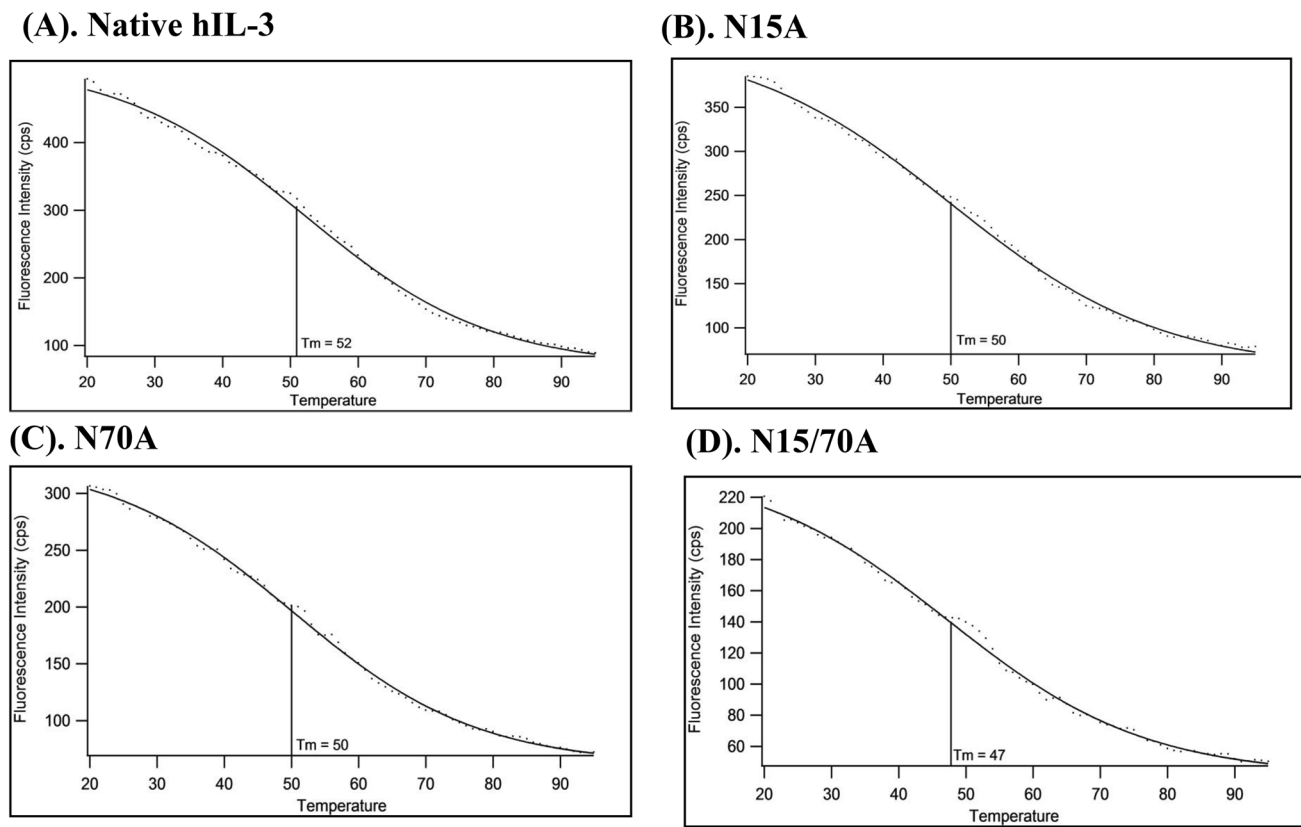 (A). Native hIL-3
Fluorescence Intensity (cps)
400
300
200
100
Tm = 52
20 30 40 50 60 70 80 90
Temperature
(B). N15A
Fluorescence Intensity (cps)
350
300
250
200
150
100
Tm = 50
20 30 40 50 60 70 80 90
Temperature
(C). N70A
Fluorescence Intensity (cps)
300
250
200
150
100
Tm = 50
20 30 40 50 60 70 80 90
Temperature
(D). N15/70A
Fluorescence Intensity (cps)
220
200
180
160
140
120
100
80
60
Tm = 47
20 30 40 50 60 70 80 90
Temperature